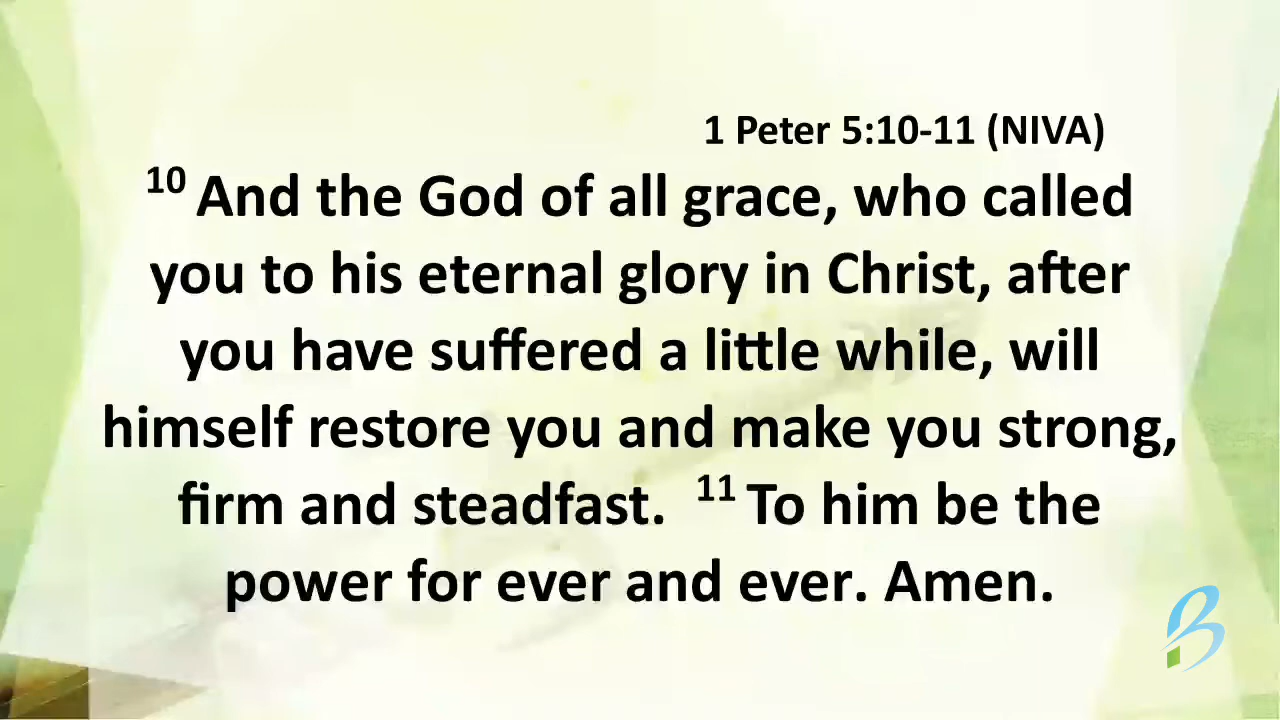 1 Peter 5:10-11 (NIVA)
10 And the God of all grace, who called
you to his eternal glory in Christ, after
you have suffered a little while, will
himself restore you and make you strong,
firm and steadfast. 11 To him be the
power for ever and ever. Amen.